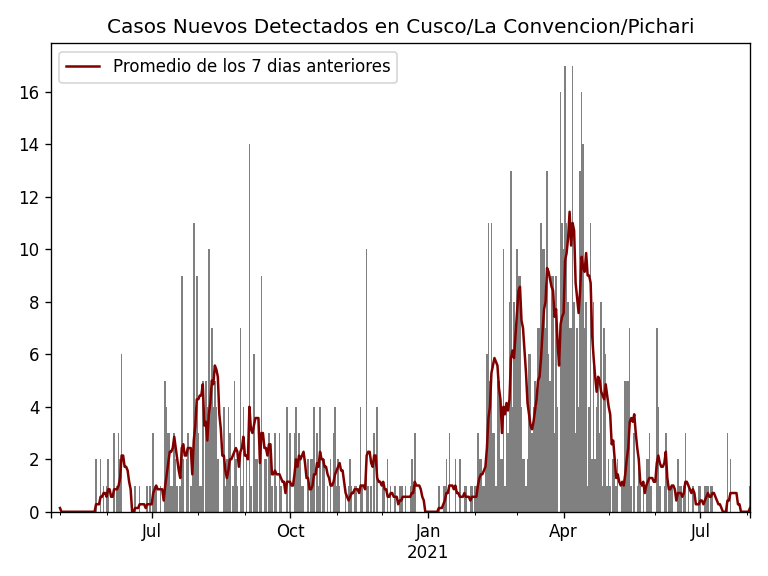 Casos Nuevos Detectados en Cusco/La Convencion/Pichari
Promedio de los 7 dias anteriores
16
14
12
10
8
6
4
2
0
Jul
Oct
Jan
Apr
Jul
2021